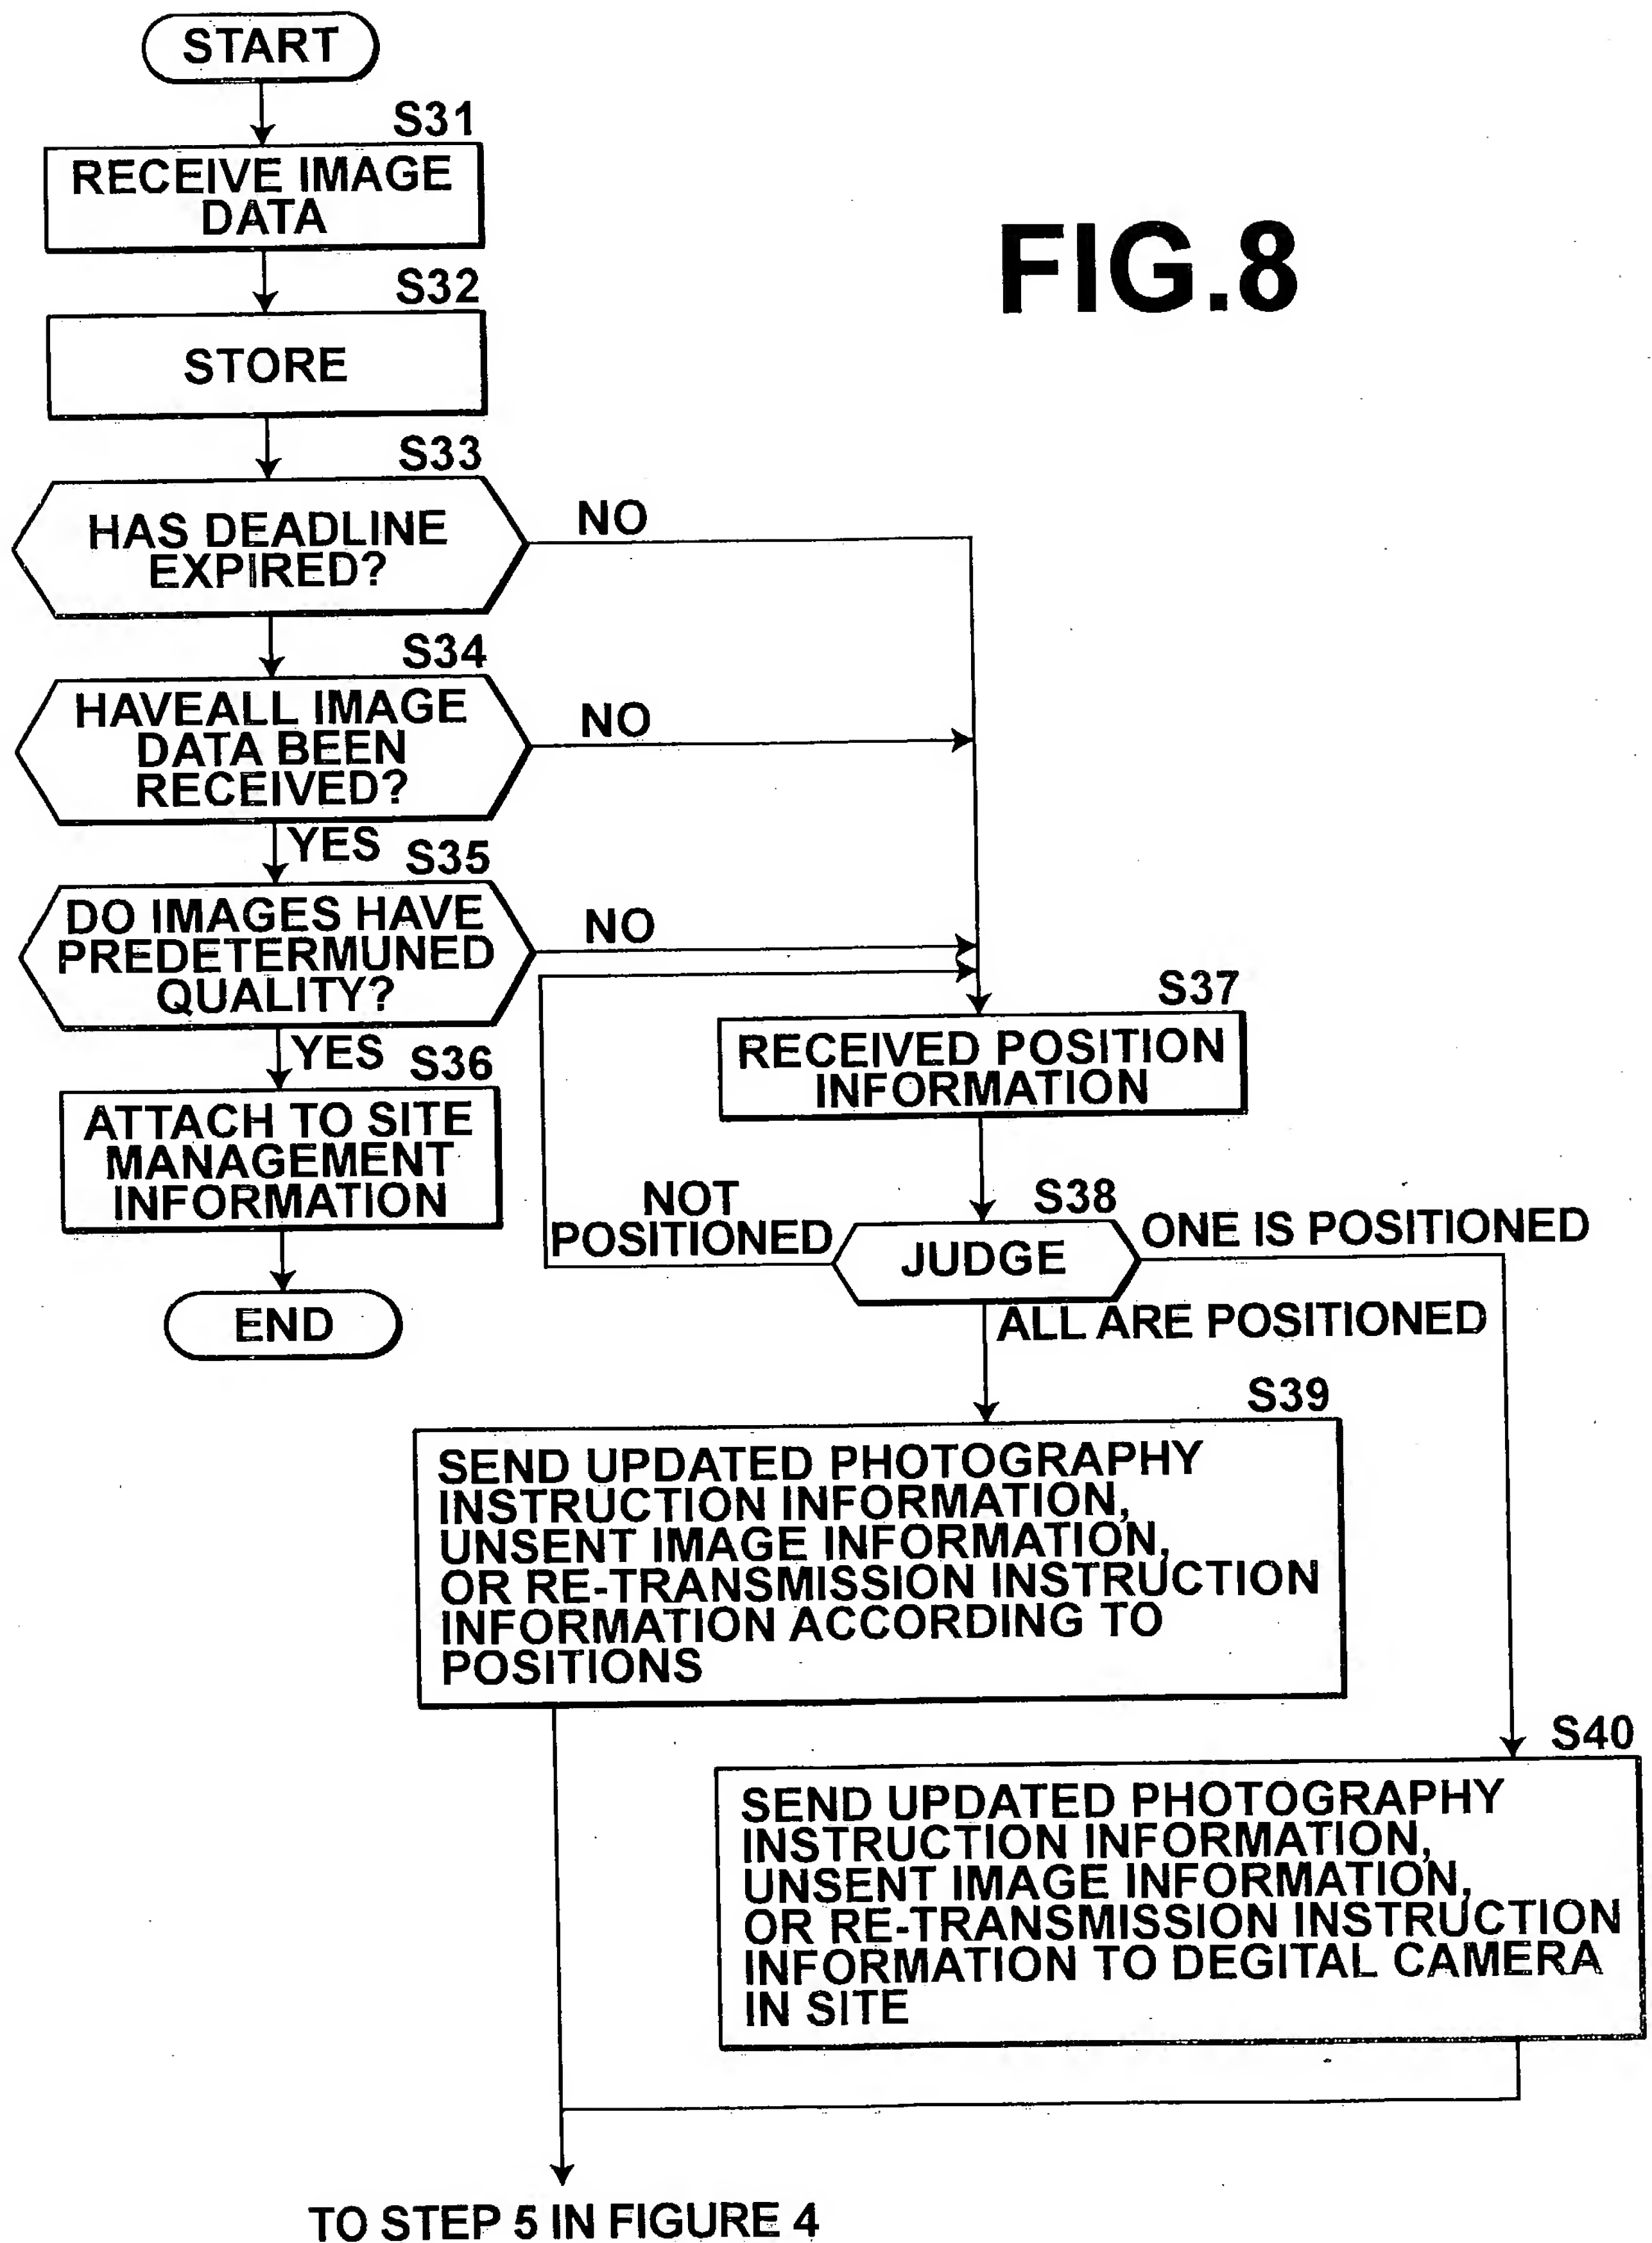 START
S31
RECEIVE IMAGE
DATA
FIG.8
S32
STORE
S33
HAS DEADLINE
EXPIRED?
NO
S34
HAVEALL IMAGE
DATA BEEN
RECEIVED?
NO
YES
S35
DO IMAGES HAVE
PREDETERMUNED
QUALITY?
NO
YES
S36
ATTACH TO SITE
MANAGEMENT
INFORMATION
END
S37
RECEIVED POSITION
INFORMATION
S38
JUDGE
NOT
POSITIONED
ONE IS POSITIONED
ALL ARE POSITIONED
S39
SEND UPDATED PHOTOGRAPHY
INSTRUCTION INFORMATION,
UNSENT IMAGE INFORMATION,
OR RE-TRANSMISSION INSTRUCTION
INFORMATION ACCORDING TO
POSITIONS
S40
SEND UPDATED PHOTOGRAPHY
INSTRUCTION INFORMATION,
UNSENT IMAGE INFORMATION,
OR RE-TRANSMISSION INSTRUCTION
INFORMATION TO DEGITAL CAMERA
IN SITE
TO STEP 5 IN FIGURE 4